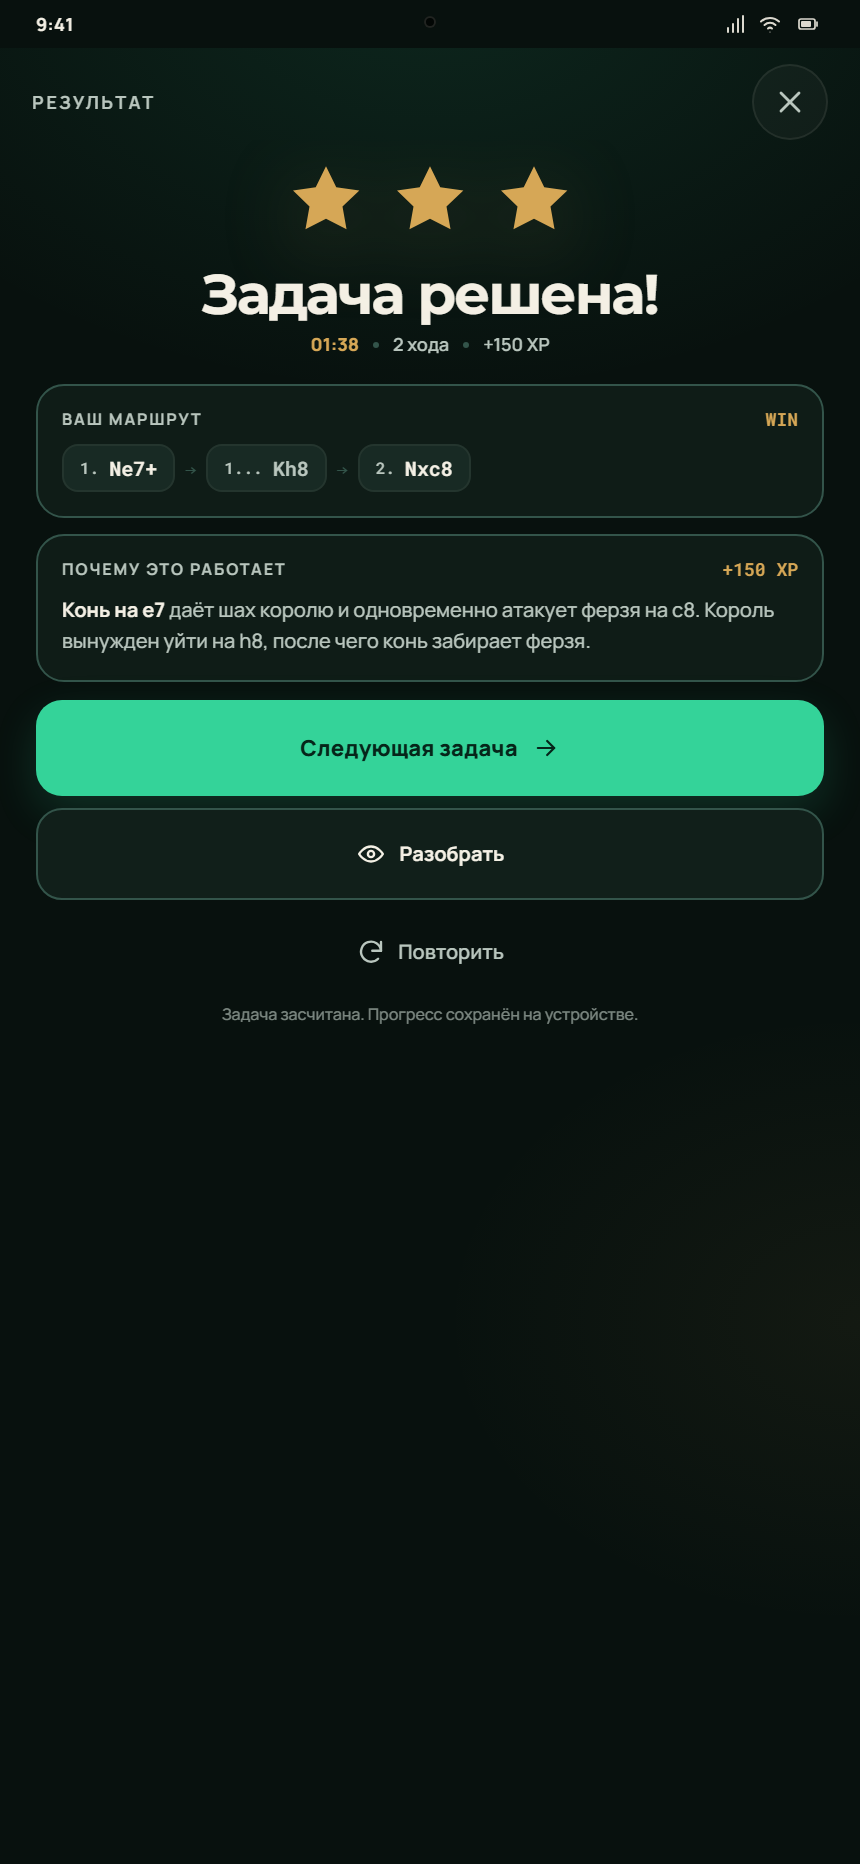 9:41
РЕЗУЛЬТАТ
Задача решена!
01:38 • 2 хода • +150 XP
ВАШ МАРШРУТ WIN
1. Ne7+ → 1... Kh8 → 2. Nxc8
ПОЧЕМУ ЭТО РАБОТАЕТ +150 XP
Конь на e7 даёт шах королю и одновременно атакует ферзя на c8. Король
вынужден уйти на h8, после чего конь забирает ферзя.
Следующая задача →
Разобрать
Повторить
Задача засчитана. Прогресс сохранён на устройстве.